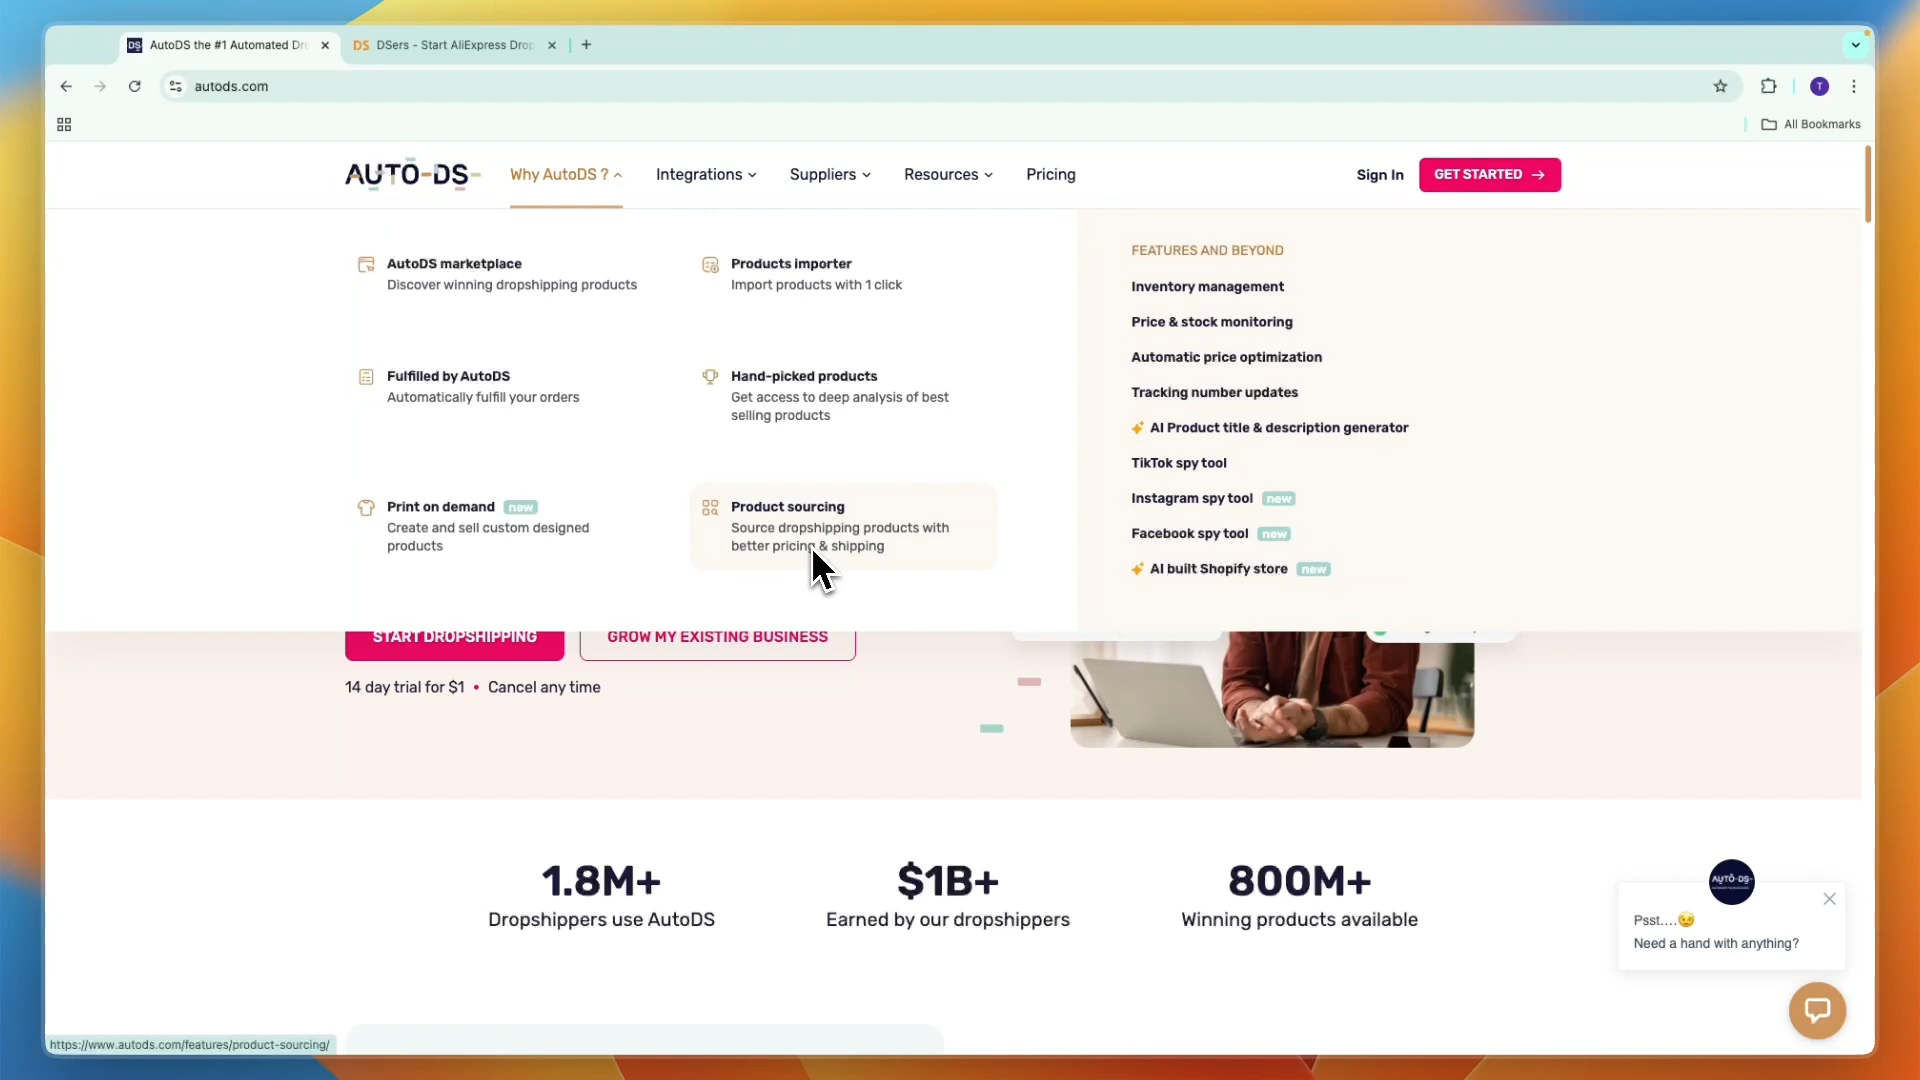 DS AutoDS the #1 Automated Dr
DS DSers - Start AliExpress Drop
autods.com
T
All Bookmarks
AUTO-DS-
Why AutoDS ?
Integrations
Suppliers
Resources
Pricing
Sign In
GET STARTED →
AutoDS marketplace
Discover winning dropshipping products
Products importer
Import products with 1 click
Fulfilled by AutoDS
Automatically fulfill your orders
Hand-picked products
Get access to deep analysis of best
selling products
Print on demand new
Create and sell custom designed
products
Product sourcing
Source dropshipping products with
better pricing & shipping
FEATURES AND BEYOND
Inventory management
Price & stock monitoring
Automatic price optimization
Tracking number updates
AI Product title & description generator
TikTok spy tool
Instagram spy tool new
Facebook spy tool new
AI built Shopify store new
START DROPSHIPPING
GROW MY EXISTING BUSINESS
14 day trial for $1 • Cancel any time
1.8M+
Dropshippers use AutoDS
$1B+
Earned by our dropshippers
800M+
Winning products available
AUTO-DS-
Psst....😉
Need a hand with anything?
https://www.autods.com/features/product-sourcing/